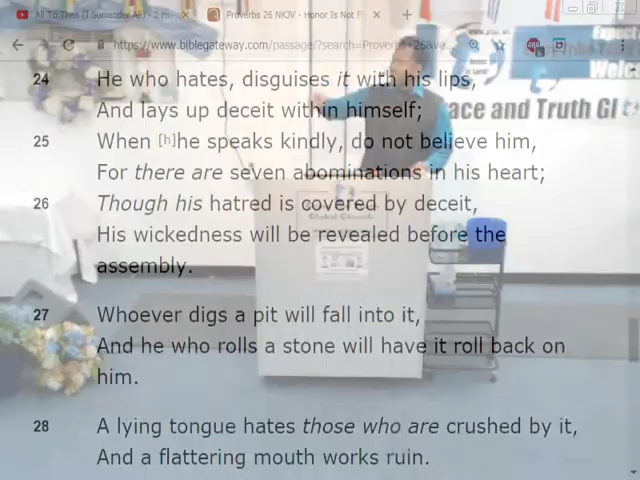 All To Thee (I Surrender All) - 2 H
Proverbs 26 NKJV - Honor Is Not Fi
https://www.biblegateway.com/passage/?search=Prover
26&ve
Welc
ace and Truth Gl
24 He who hates, disguises it with his lips,
And lays up deceit within himself;
25 When [h]he speaks kindly, do not believe him,
For there are seven abominations in his heart;
26 Though his hatred is covered by deceit,
His wickedness will be revealed before the
assembly.
Global Church
27 Whoever digs a pit will fall into it,
And he who rolls a stone will have it roll back on
him.
28 A lying tongue hates those who are crushed by it,
And a flattering mouth works ruin.